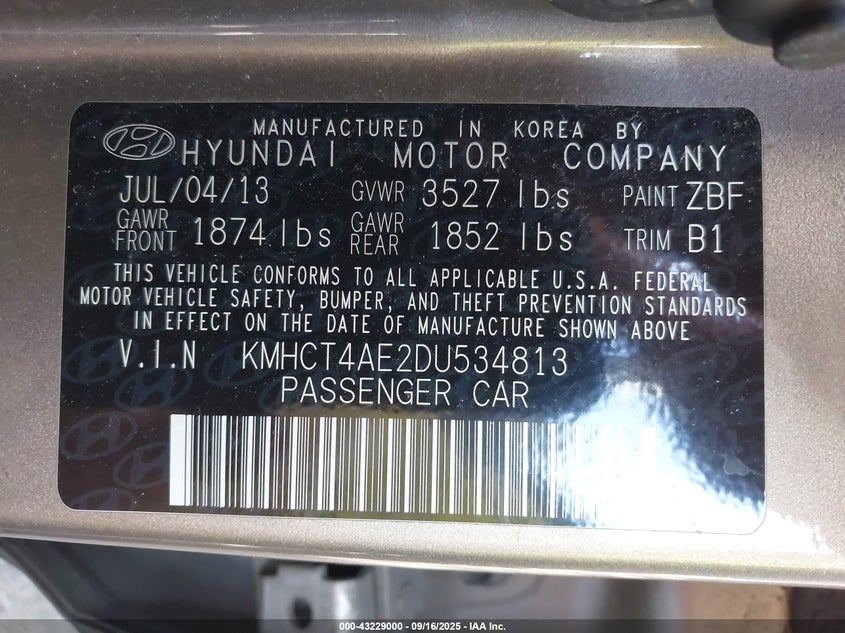 MANUFACTURED IN KOREA BY
HYUNDAI MOTOR COMPANY
JUL/04/13 GVWR 3527 lbs PAINT ZBF
GAWR FRONT 1874 lbs GAWR REAR 1852 lbs TRIM B1
THIS VEHICLE CONFORMS TO ALL APPLICABLE U.S.A. FEDERAL
MOTOR VEHICLE SAFETY, BUMPER, AND THEFT PREVENTION STANDARDS
IN EFFECT ON THE DATE OF MANUFACTURE SHOWN ABOVE
V.I.N KMHCT4AE2DU534813
PASSENGER CAR
000-43229000 - 09/16/2025 - IAA Inc.